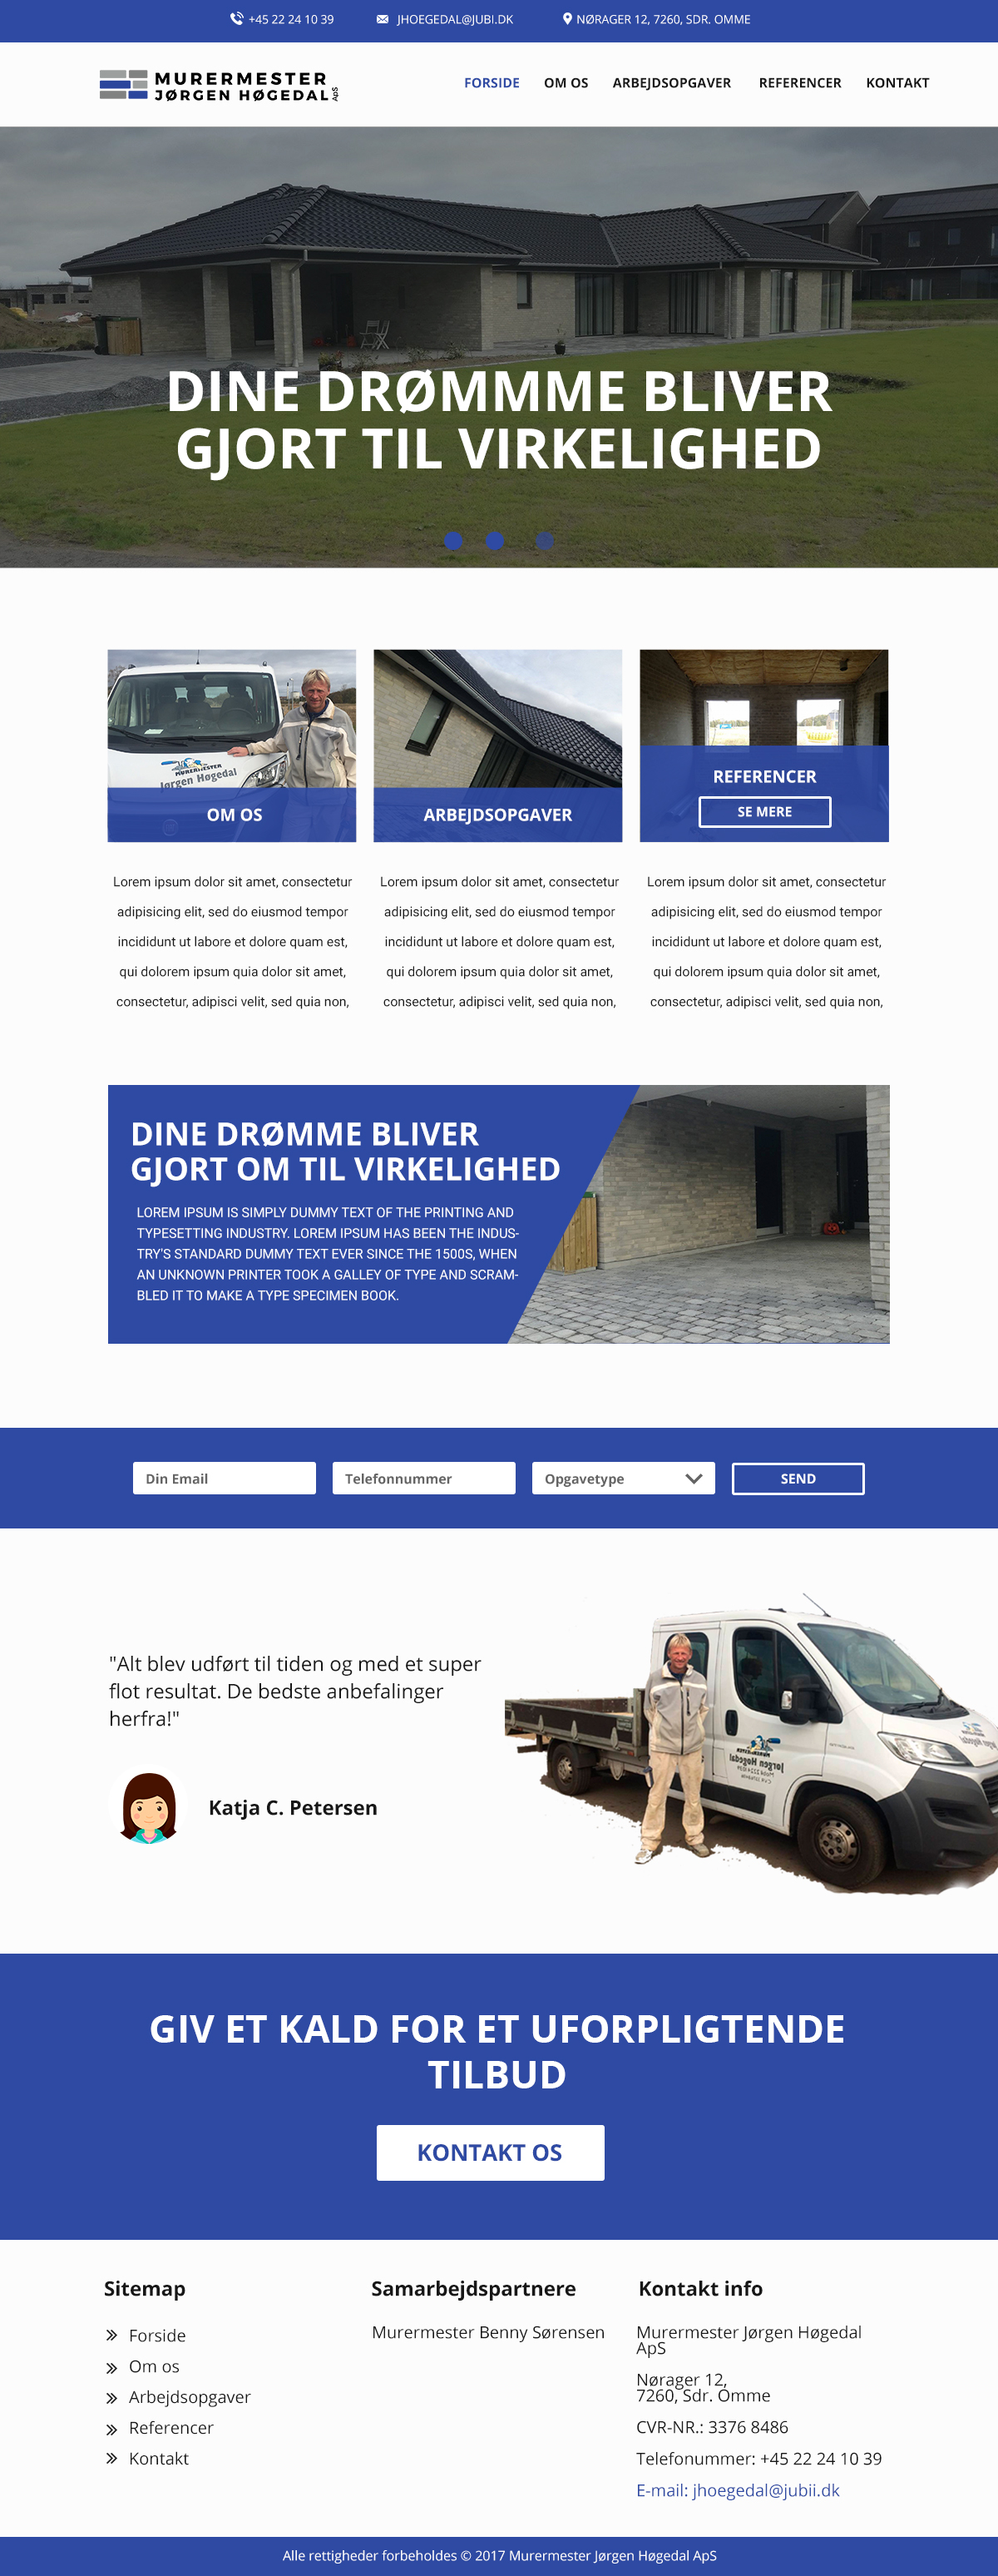 +45 22 24 10 39
JHOEGEDAL@JUBI.DK
NØRAGER 12, 7260, SDR. OMME
MURERMESTER
JØRGEN HØGEDAL ApS
FORSIDE
OM OS
ARBEJDSOPGAVER
REFERENCER
KONTAKT
DINE DRØMMME BLIVER
GJORT TIL VIRKELIGHED
MURERMESTER
Jørgen Høgedal
OM OS
ARBEJDSOPGAVER
REFERENCER
SE MERE
Lorem ipsum dolor sit amet, consectetur
adipisicing elit, sed do eiusmod tempor
incididunt ut labore et dolore quam est,
qui dolorem ipsum quia dolor sit amet,
consectetur, adipisci velit, sed quia non,
Lorem ipsum dolor sit amet, consectetur
adipisicing elit, sed do eiusmod tempor
incididunt ut labore et dolore quam est,
qui dolorem ipsum quia dolor sit amet,
consectetur, adipisci velit, sed quia non,
Lorem ipsum dolor sit amet, consectetur
adipisicing elit, sed do eiusmod tempor
incididunt ut labore et dolore quam est,
qui dolorem ipsum quia dolor sit amet,
consectetur, adipisci velit, sed quia non,
DINE DRØMME BLIVER
GJORT OM TIL VIRKELIGHED
LOREM IPSUM IS SIMPLY DUMMY TEXT OF THE PRINTING AND
TYPESETTING INDUSTRY. LOREM IPSUM HAS BEEN THE INDUS-
TRY'S STANDARD DUMMY TEXT EVER SINCE THE 1500S, WHEN
AN UNKNOWN PRINTER TOOK A GALLEY OF TYPE AND SCRAM-
BLED IT TO MAKE A TYPE SPECIMEN BOOK.
Din Email
Telefonnummer
Opgavetype
SEND
"Alt blev udført til tiden og med et super
flot resultat. De bedste anbefalinger
herfra!"
Katja C. Petersen
Jørgen Høgedal
GIV ET KALD FOR ET UFORPLIGTENDE
TILBUD
KONTAKT OS
Sitemap
Forside
Om os
Arbejdsopgaver
Referencer
Kontakt
Samarbejdspartnere
Murermester Benny Sørensen
Kontakt info
Murermester Jørgen Høgedal
ApS
Nørager 12,
7260, Sdr. Omme
CVR-NR.: 3376 8486
Telefonummer: +45 22 24 10 39
E-mail: jhoegedal@jubii.dk
Alle rettigheder forbeholdes © 2017 Murermester Jørgen Høgedal ApS